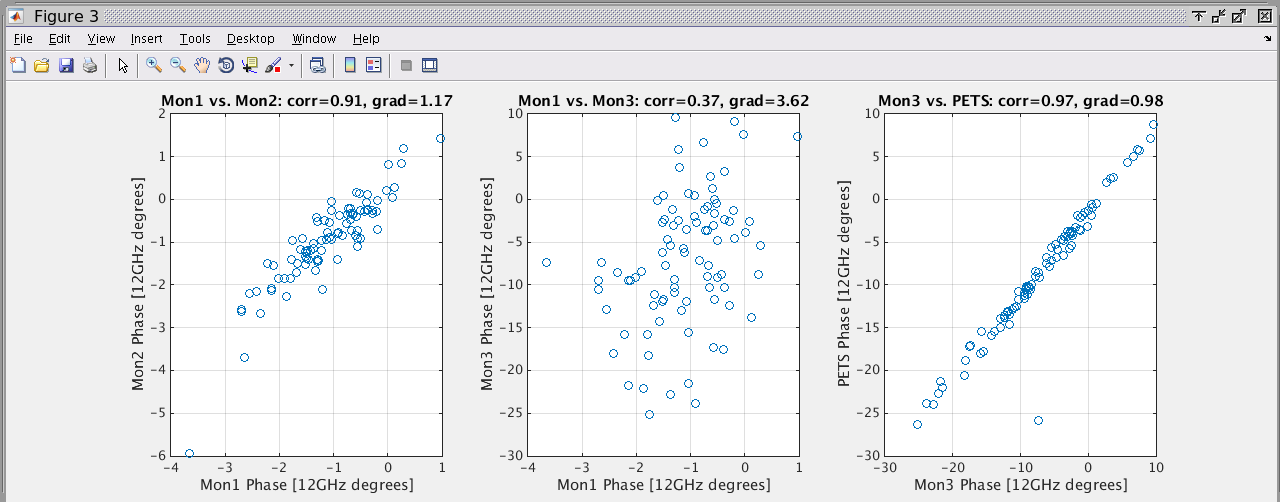 Figure 3
File Edit View Insert Tools Desktop Window Help
Mon1 vs. Mon2: corr=0.91, grad=1.17
2
1
0
−1
−2
−3
−4
−5
−6
−4 −3 −2 −1 0 1
Mon2 Phase [12GHz degrees]
Mon1 Phase [12GHz degrees]
Mon1 vs. Mon3: corr=0.37, grad=3.62
10
5
0
−5
−10
−15
−20
−25
−30
−4 −3 −2 −1 0 1
Mon3 Phase [12GHz degrees]
Mon1 Phase [12GHz degrees]
Mon3 vs. PETS: corr=0.97, grad=0.98
10
5
0
−5
−10
−15
−20
−25
−30
−30 −20 −10 0 10
PETS Phase [12GHz degrees]
Mon3 Phase [12GHz degrees]